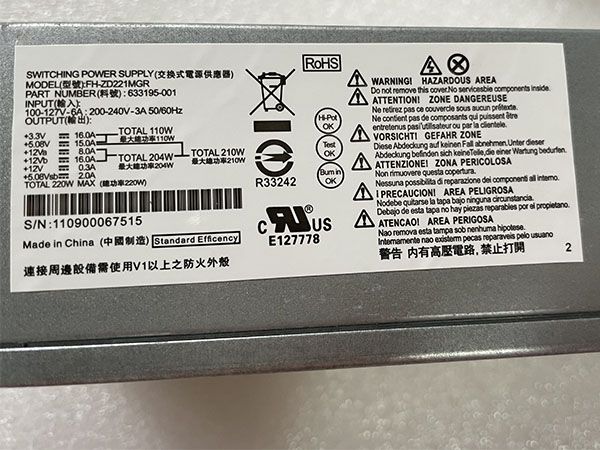 SWITCHING POWER SUPPLY(交換式電源供應器)
MODEL(型號):FH-ZD221MGR
PART NUMBER(料號) : 633195-001
INPUT(輸入):
100-127V-6A ; 200-240V-3A 50/60Hz
OUTPUT(輸出):
+3.3V 16.0A
+5.08V 15.0A
+12Va 8.0A
+12Vb 16.0A
+12V 0.3A
+5.08Vsb 2.0A
TOTAL 110W
最大總功率110W
TOTAL 204W
最大總功率204W
TOTAL 210W
最大總功率210W
TOTAL 220W MAX (總功率220W)
S/N:110900067515
Made in China (中國制造) Standard Efficency
連接周邊設備需使用V1以上之防火外殼
RoHS
R33242
Hi-Pot
OK
Test
OK
Burn in
OK
C UR US
E127778
WARNING! HAZARDOUS AREA
Do not remove this cover.No servicesbie components inside.
ATTENTION! ZONE DANGEREUSE
Ne retirez pas ce couvercle sous aucun prétexte.
Ne contient pas de composants qui puissent être
entretenus pasi'utilisateur ou par le clientele.
VORSICHT! GEFAHR ZONE
Diese Abdeckung auf keinen Fall abnehmen.Unter dieser
Abdeckung befinden sich keinerlei Teile,die einer Wartung bedurfen.
ATTENZIONE! ZONA PERICOLOSA
Non rimuovere questa copertura.
Nessuna possibilita di reparazione dei componenti all interno.
¡ PRECAUCION! AREA PELIGROSA
Nodebe quitarse la tapa bajo ninguna circunstancia.
Debajo de esta tapa no hay piezas reparables por el propietario.
ATENCAO! AREA PERIGOSA
Nao remova esta tampa sob nenhuma circumstancia.
Intemamente nao existem pecas reparaveis pelo usuario
警告 內有高壓電, 禁止打開 2